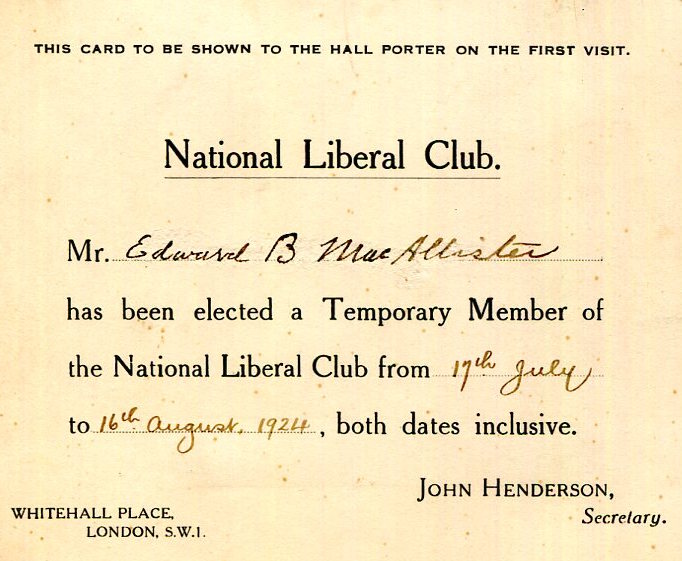 THIS CARD TO BE SHOWN TO THE HALL PORTER ON THE FIRST VISIT.
National Liberal Club.
Mr. Edward B MacAllister
has been elected a Temporary Member of
the National Liberal Club from 17th July
to 16th August, 1924, both dates inclusive.
JOHN HENDERSON,
Secretary.
WHITEHALL PLACE,
LONDON, S.W.1.